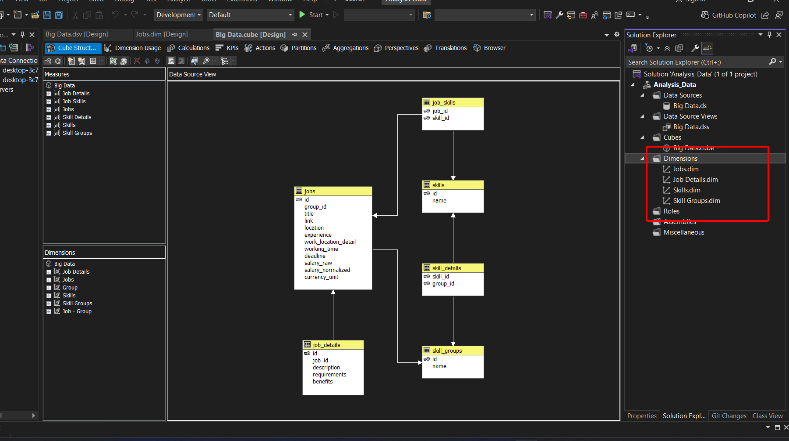 Development
Default
Start
GitHub Copilot
Big Data.dsv [Design]
Jobs.dim [Design]
Big Data.cube [Design]
Cube Struct...
Dimension Usage
Calculations
KPIs
Actions
Partitions
Aggregations
Perspectives
Translations
Browser
ata Connectio
desktop-3c7
desktop-3c7
rvers
Measures
Big Data
Job Details
Job Skills
Jobs
Skill Details
Skills
Skill Groups
Dimensions
Big Data
Job Details
Jobs
Group
Skills
Skill Groups
Job - Group
Data Source View
job_skills
job_id
skill_id
skills
id
name
jobs
id
group_id
title
link
location
experience
work_location_detail
working_time
deadline
salary_raw
salary_normalized
currency_unit
skill_details
skill_id
group_id
job_details
id
job_id
description
requirements
benefits
skill_groups
id
name
Solution Explorer
Search Solution Explorer (Ctrl+;)
Solution 'Analysis_Data' (1 of 1 project)
Analysis_Data
Data Sources
Big Data.ds
Data Source Views
Big Data.dsv
Cubes
Big Data.cube
Dimensions
Jobs.dim
Job Details.dim
Skills.dim
Skill Groups.dim
Roles
Assemblies
Miscellaneous
Properties
Solution Expl...
Git Changes
Class View